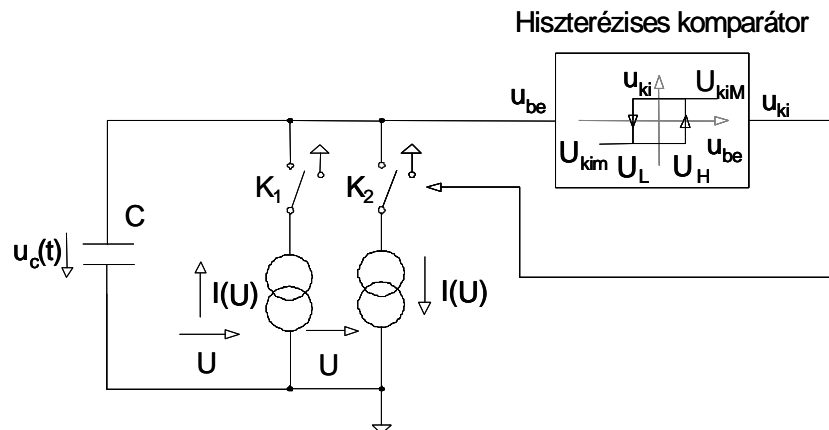 Hiszterézises komparátor
u_be
u_ki
U_kiM
u_ki
U_kim
u_be
U_L
U_H
K_1
K_2
C
u_c(t)
I(U)
I(U)
U
U